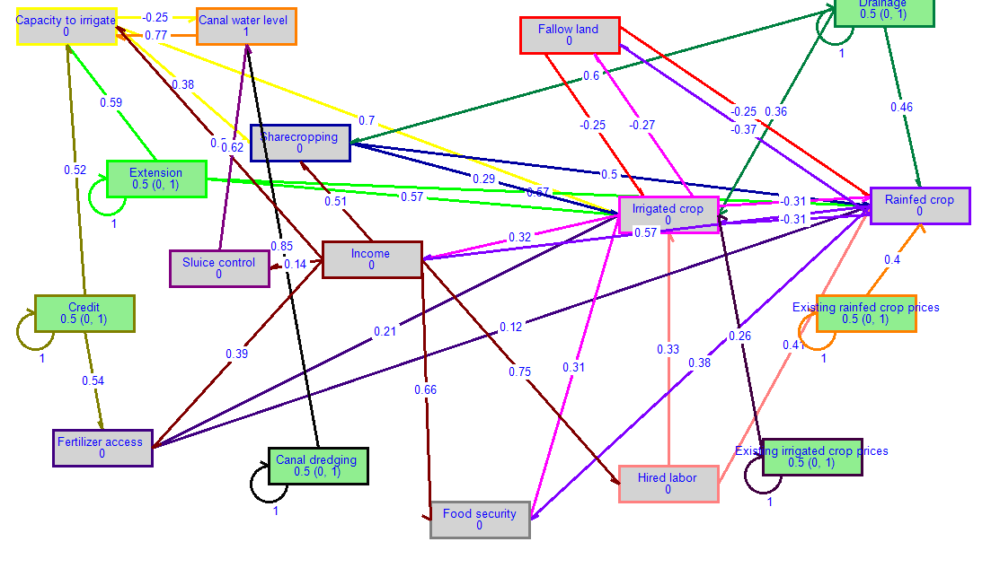 Drainage
0.5 (0, 1)
1
Capacity to irrigate
0
-0.25
0.77
Canal water level
1
Fallow land
0
0.6
0.38
0.59
0.7
-0.25
-0.27
-0.25
0.36
-0.37
0.46
0.62
Sharecropping
0
0.52
Extension
0.5 (0, 1)
1
0.5
0.29
0.57
0.57
0.51
-0.31
-0.31
Irrigated crop
0
Rainfed crop
0
0.57
0.32
0.85
0.14
Sluice control
0
Income
0
0.4
Credit
0.5 (0, 1)
1
Existing rainfed crop prices
0.5 (0, 1)
1
0.21
0.12
0.26
0.39
0.33
0.38
0.31
0.75
0.54
0.66
Fertilizer access
0
Canal dredging
0.5 (0, 1)
1
Existing irrigated crop prices
0.5 (0, 1)
1
Hired labor
0
Food security
0